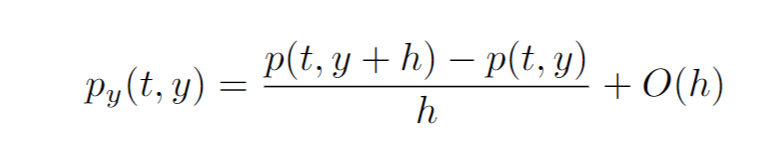 p_y(t, y) = \frac{p(t, y + h) - p(t, y)}{h} + O(h)